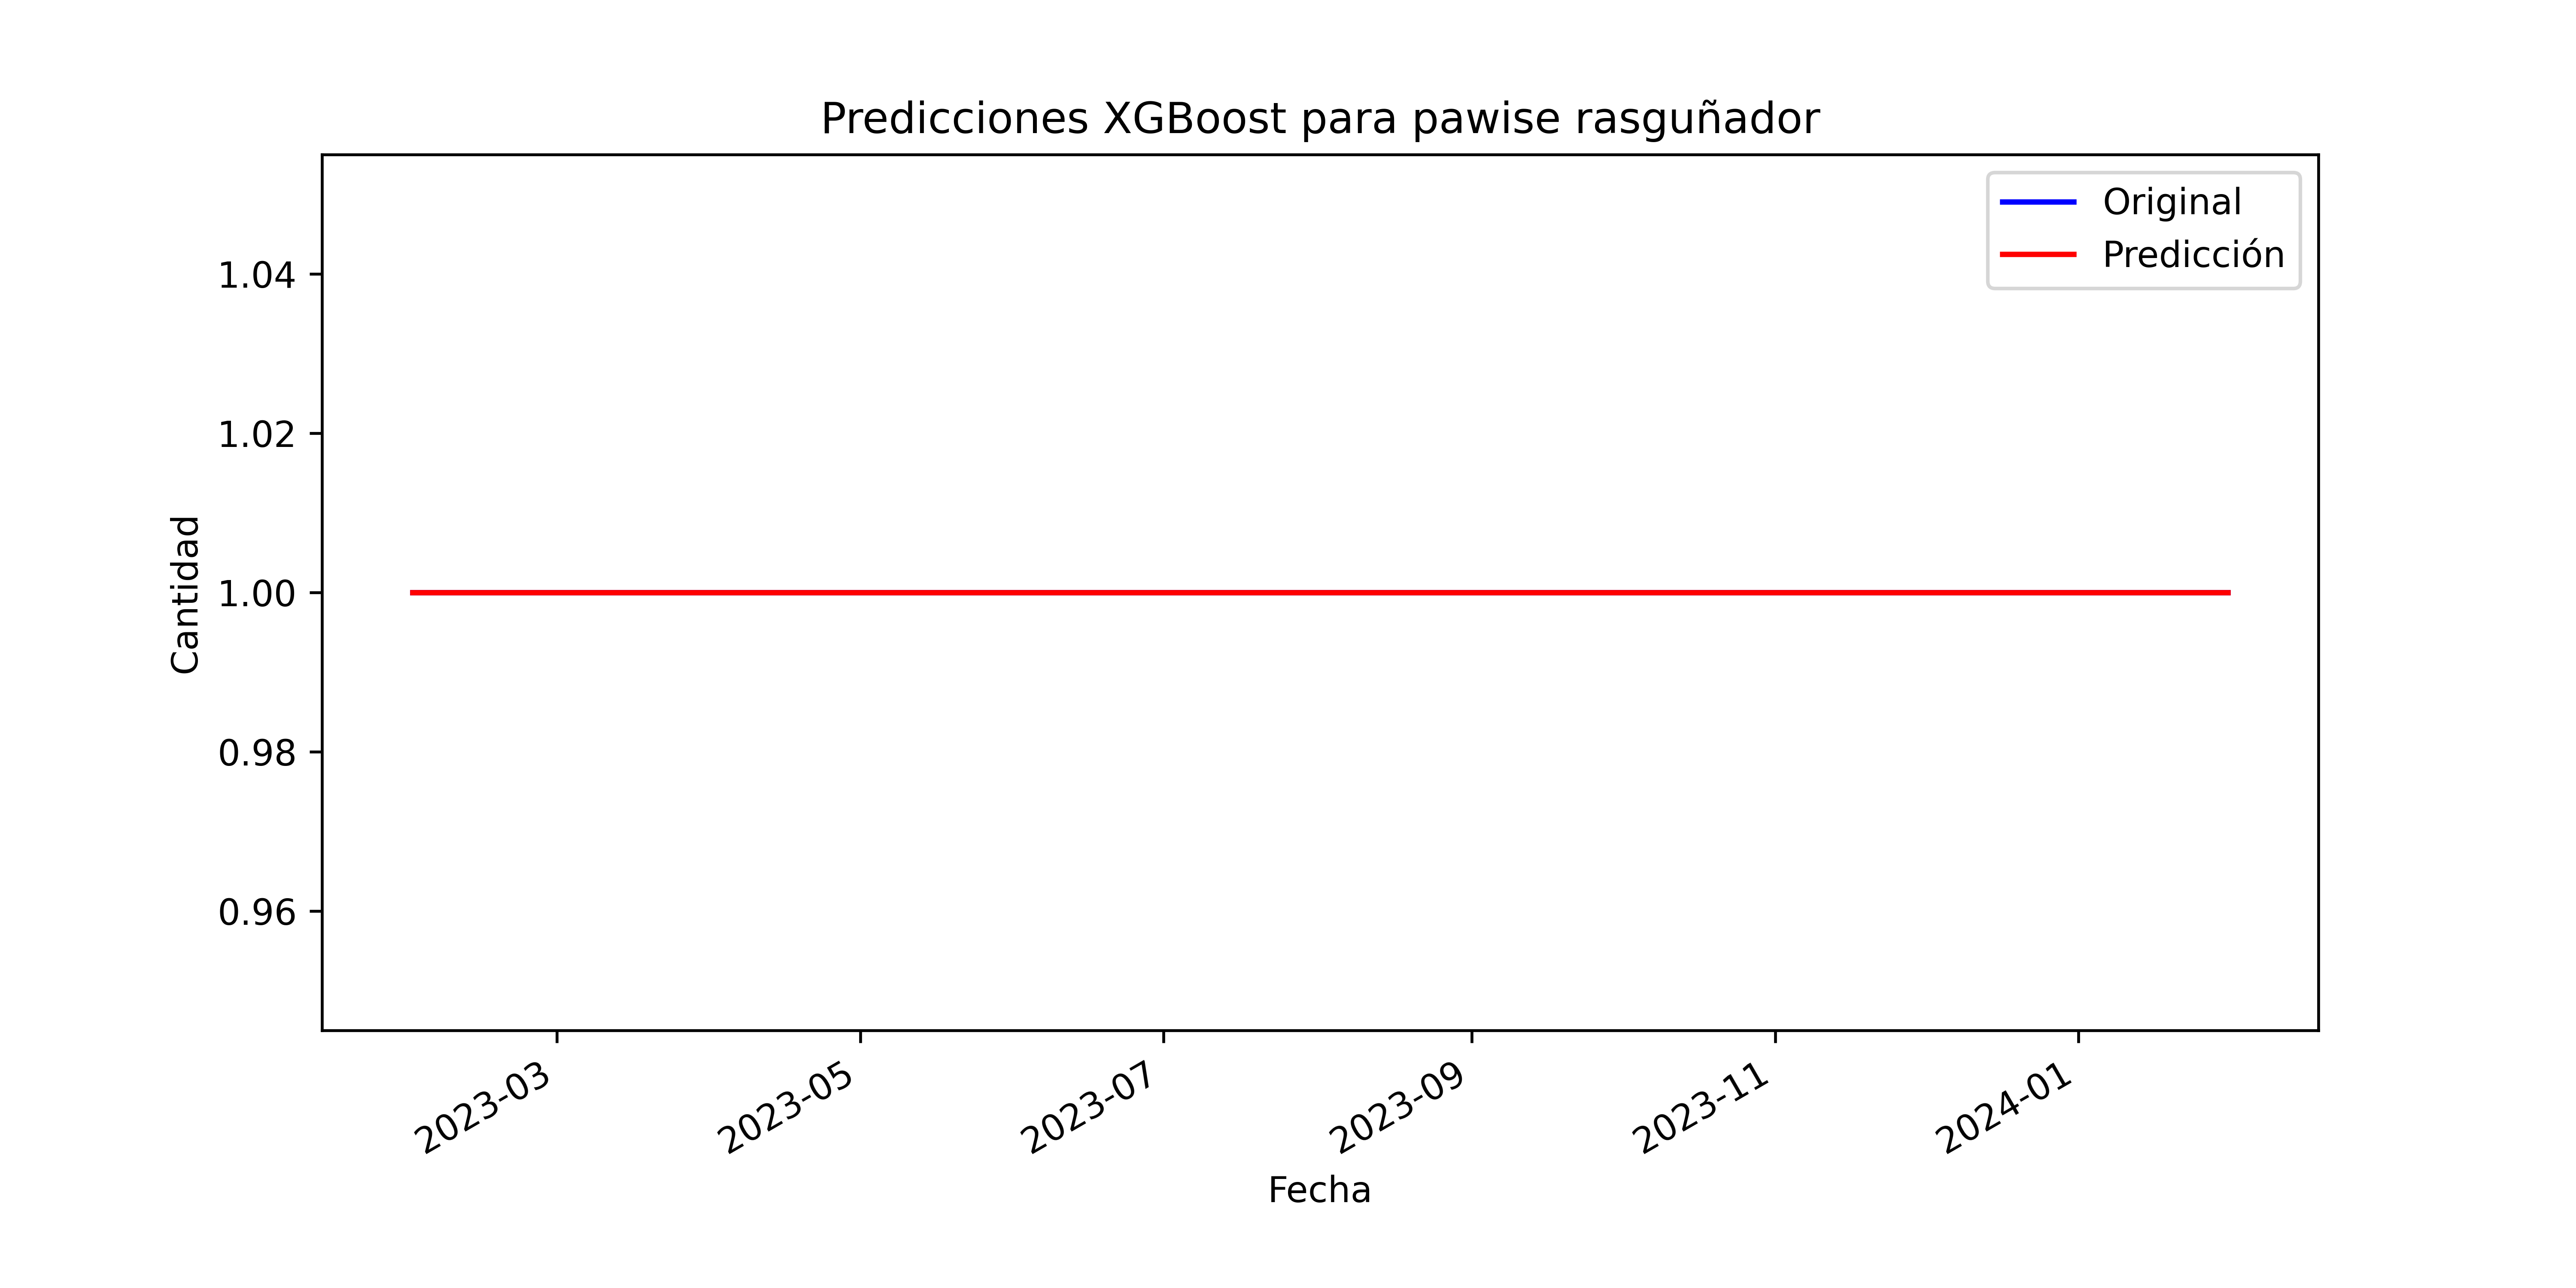 Predicciones XGBoost para pawise rasguñador
Original
Predicción
1.04
1.02
1.00
0.98
0.96
Cantidad
2023-03
2023-05
2023-07
2023-09
2023-11
2024-01
Fecha